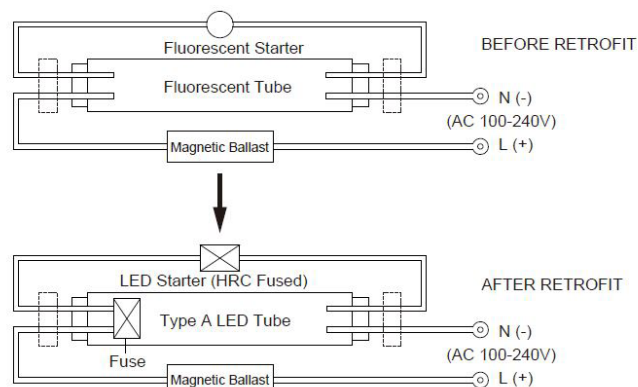 Fluorescent Starter
BEFORE RETROFIT
Fluorescent Tube
N (-)
(AC 100-240V)
Magnetic Ballast
L (+)
LED Starter (HRC Fused)
AFTER RETROFIT
Type A LED Tube
N (-)
Fuse
(AC 100-240V)
Magnetic Ballast
L (+)